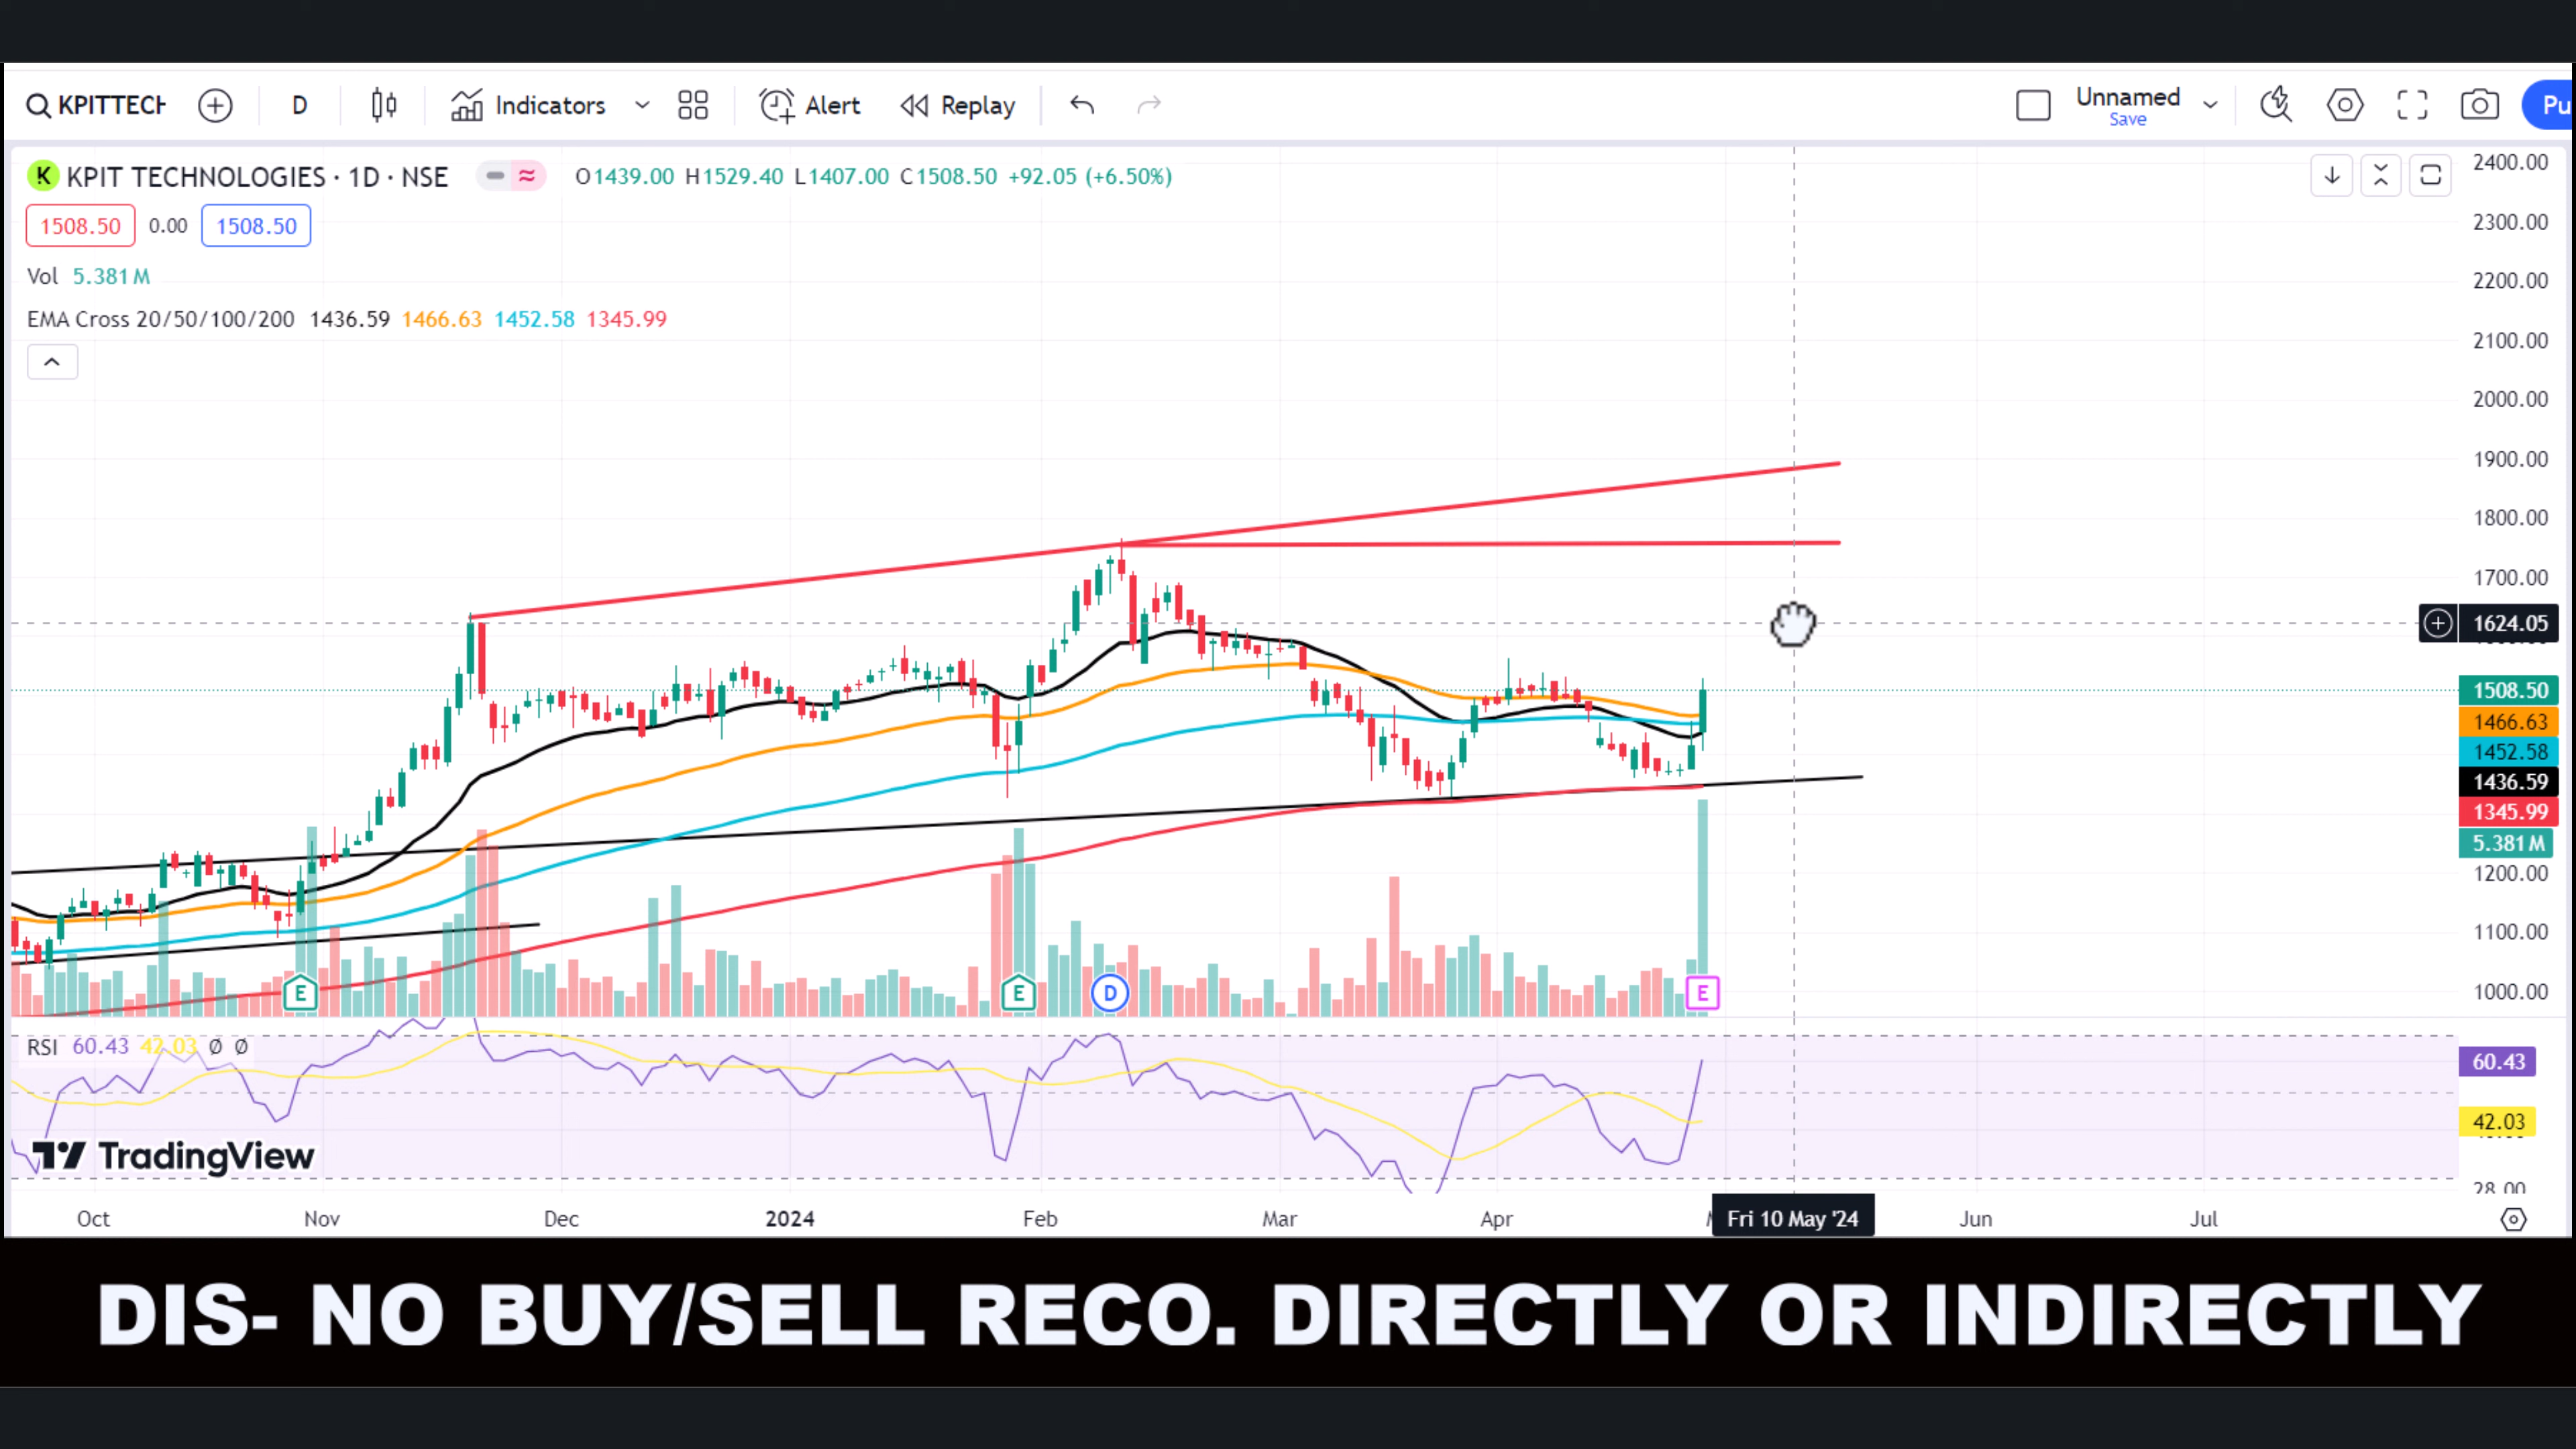 KPITTECH D Indicators Alert Replay Unnamed
Save
KPIT TECHNOLOGIES · 1D · NSE O1439.00 H1529.40 L1407.00 C1508.50 +92.05 (+6.50%)
1508.50 0.00 1508.50
Vol 5.381 M
EMA Cross 20/50/100/200 1436.59 1466.63 1452.58 1345.99
2400.00
2300.00
2200.00
2100.00
2000.00
1900.00
1800.00
1700.00
1624.05
1508.50
1466.63
1452.58
1436.59
1345.99
5.381 M
1200.00
1100.00
1000.00
E E D E
RSI 60.43 42.03 Ø Ø
60.43
42.03
28.00
TradingView
Oct Nov Dec 2024 Feb Mar Apr Fri 10 May '24 Jun Jul
DIS- NO BUY/SELL RECO. DIRECTLY OR INDIRECTLY